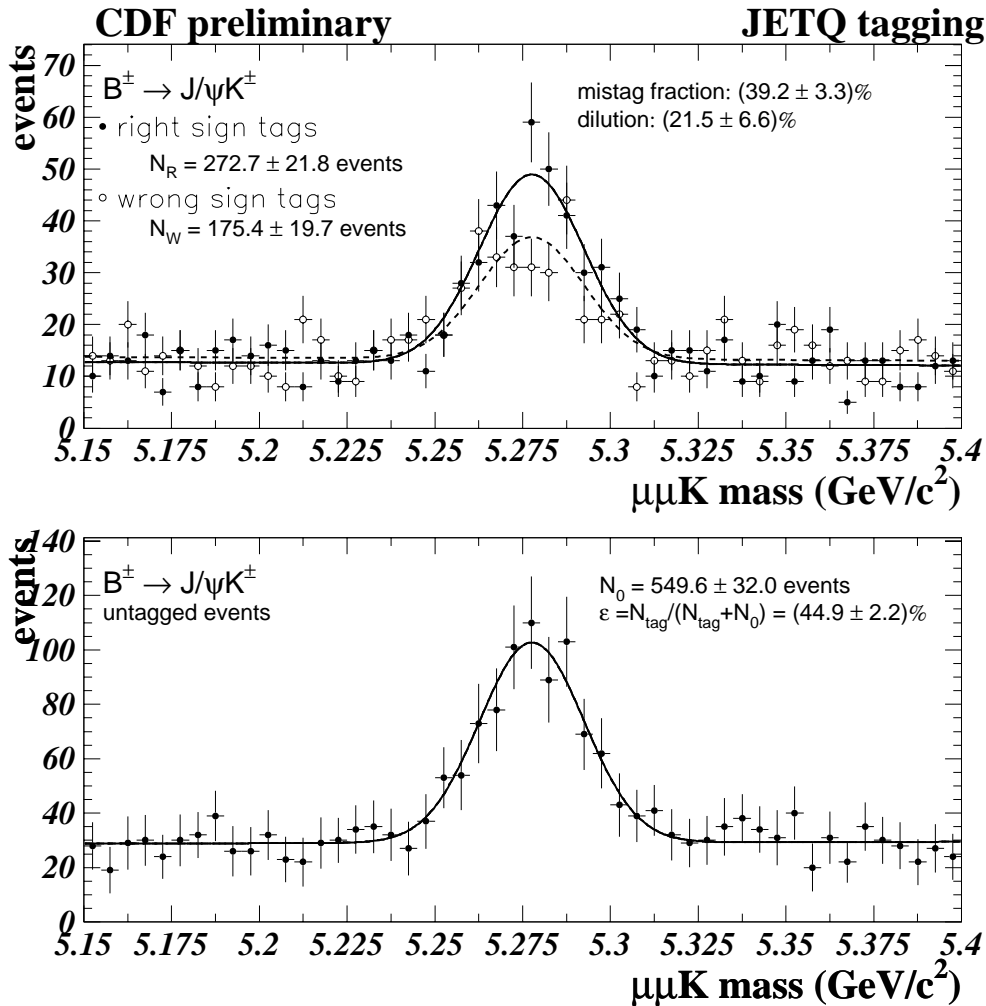 CDF preliminary
JETQ tagging
events
B± → J/ψK±
• right sign tags
N_R = 272.7 ± 21.8 events
○ wrong sign tags
N_W = 175.4 ± 19.7 events
mistag fraction: (39.2 ± 3.3)%
dilution: (21.5 ± 6.6)%
70
60
50
40
30
20
10
0
5.15 5.175 5.2 5.225 5.25 5.275 5.3 5.325 5.35 5.375 5.4
μμK mass (GeV/c²)
events
B± → J/ψK±
untagged events
N₀ = 549.6 ± 32.0 events
ε =N_tag/(N_tag+N₀) = (44.9 ± 2.2)%
140
120
100
80
60
40
20
0
5.15 5.175 5.2 5.225 5.25 5.275 5.3 5.325 5.35 5.375 5.4
μμK mass (GeV/c²)